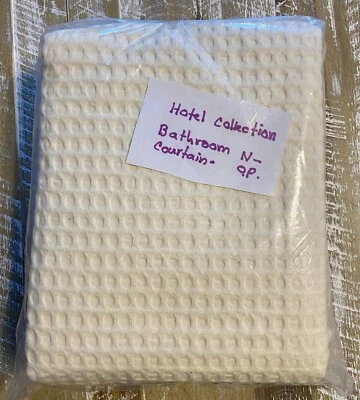 Hotel Collection
Bathroom N-
Courtain. op.